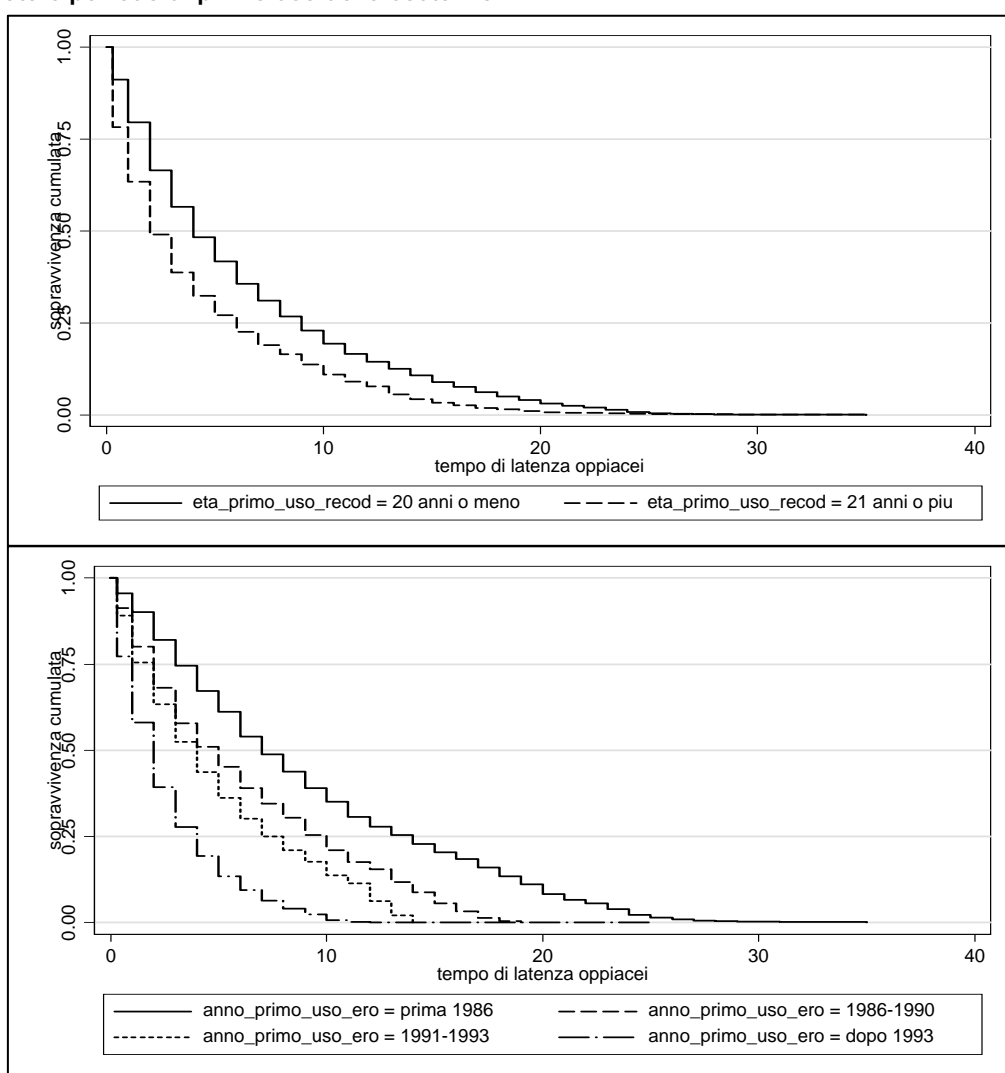 1.00
0.75
0.50
0.25
0.00
sopravvivenza cumulata
0 10 20 30 40
tempo di latenza oppiacei
eta_primo_uso_recod = 20 anni o meno eta_primo_uso_recod = 21 anni o piu
1.00
0.75
0.50
0.25
0.00
sopravvivenza cumulata
0 10 20 30 40
tempo di latenza oppiacei
anno_primo_uso_ero = prima 1986 anno_primo_uso_ero = 1986-1990
anno_primo_uso_ero = 1991-1993 anno_primo_uso_ero = dopo 1993